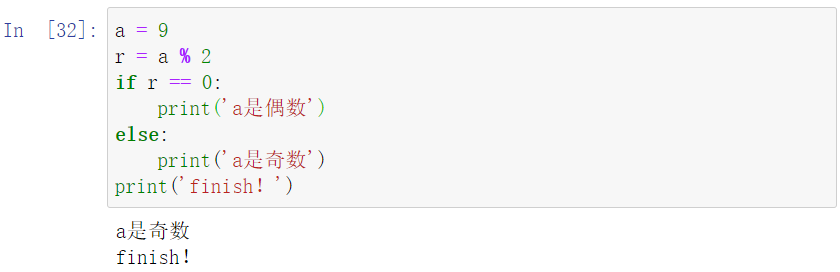 In [32]: a = 9
r = a % 2
if r == 0:
    print('a是偶数')
else:
    print('a是奇数')
print('finish! ')
a是奇数
finish!